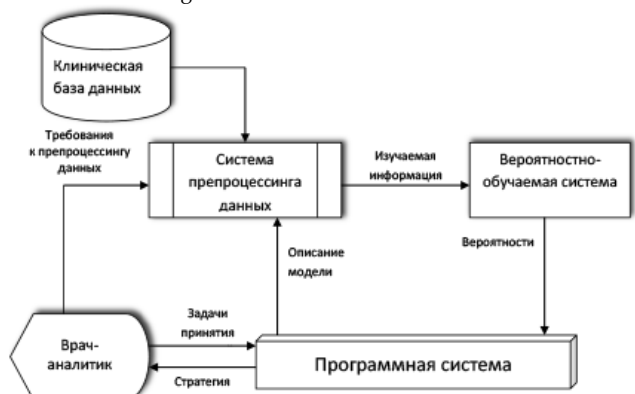 Клиническая
база данных
Требования
к препроцессингу
данных
Система
препроцессинга
данных
Изучаемая
информация
Вероятностно-
обучаемая система
Описание
модели
Вероятности
Врач-
аналитик
Задачи
принятия
Стратегия
Программная система